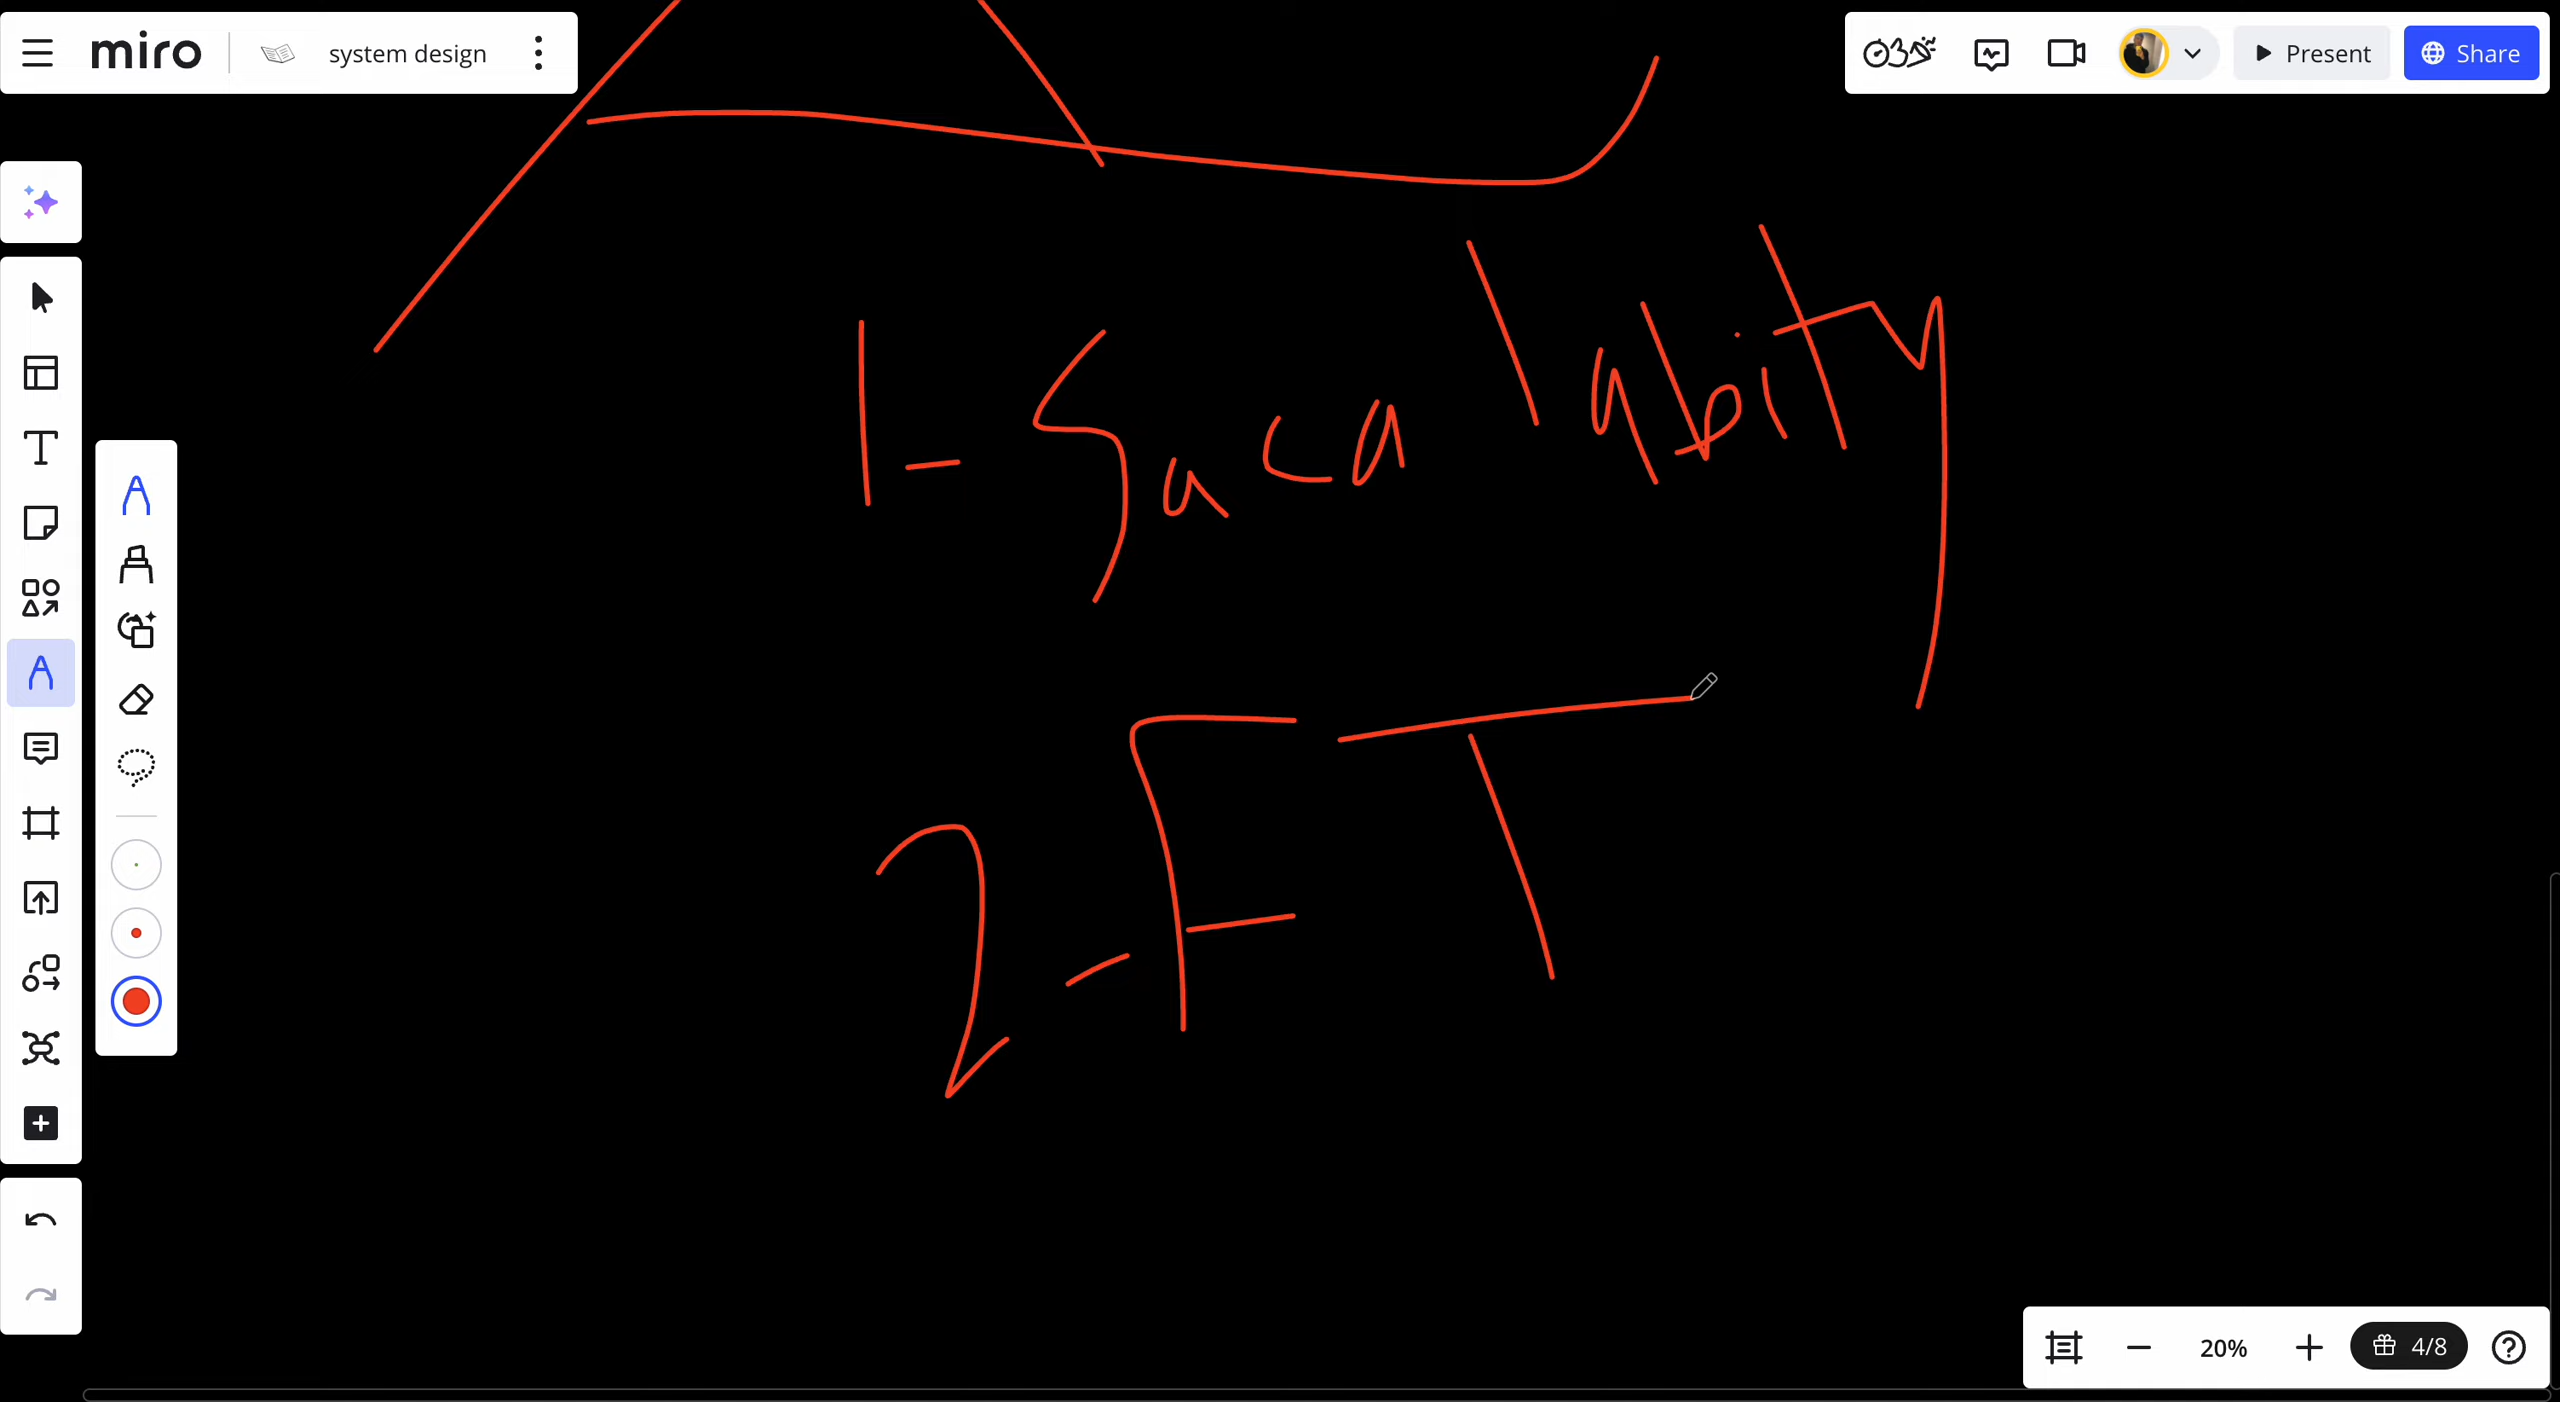 miro system design Present Share
1- Sacalabity
2- FT
20% 4/8